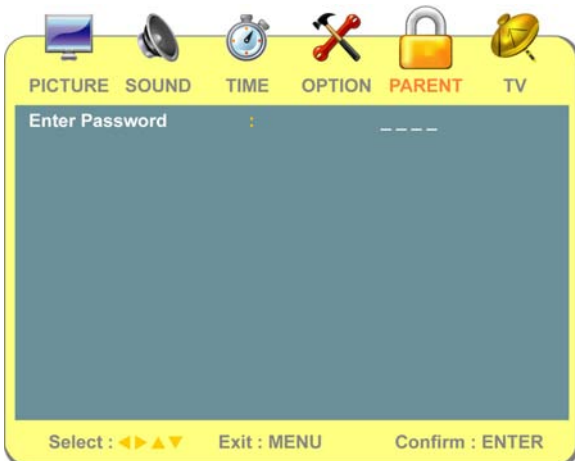 PICTURE SOUND TIME OPTION PARENT TV
Enter Password : _ _ _ _
Select : ◀▶▲▼ Exit : MENU Confirm : ENTER